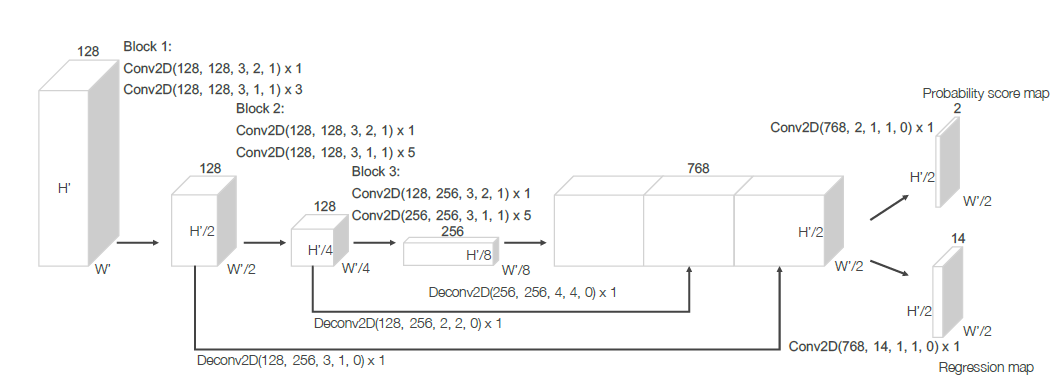 128
Block 1:
Conv2D(128, 128, 3, 2, 1) x 1
Conv2D(128, 128, 3, 1, 1) x 3
H'
W'
Block 2:
Conv2D(128, 128, 3, 2, 1) x 1
Conv2D(128, 128, 3, 1, 1) x 5
128
H'/2
W'/2
Block 3:
Conv2D(128, 256, 3, 2, 1) x 1
Conv2D(256, 256, 3, 1, 1) x 5
128
H'/4
W'/4
256
H'/8
W'/8
768
H'/2
W'/2
Deconv2D(256, 256, 4, 4, 0) x 1
Deconv2D(128, 256, 2, 2, 0) x 1
Deconv2D(128, 256, 3, 1, 0) x 1
Probability score map
2
Conv2D(768, 2, 1, 1, 0) x 1
H'/2
W'/2
14
H'/2
W'/2
Conv2D(768, 14, 1, 1, 0) x 1
Regression map